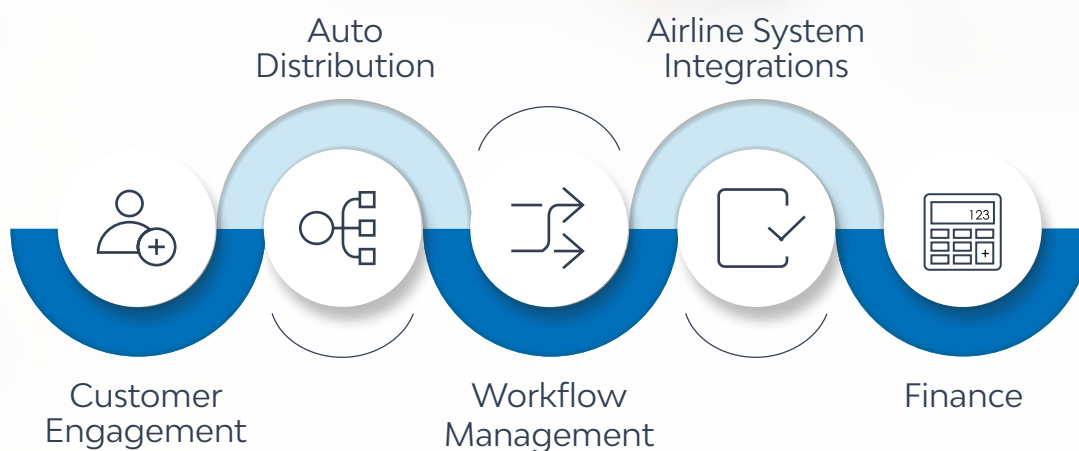 Auto
Distribution
Airline System
Integrations
123
Customer
Engagement
Workflow
Management
Finance